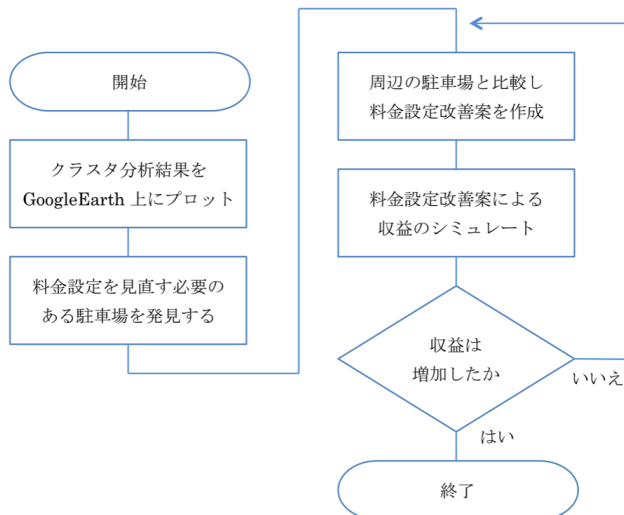 開始
クラスタ分析結果を
GoogleEarth 上にプロット
料金設定を見直す必要の
ある駐車場を発見する
周辺の駐車場と比較し
料金設定改善案を作成
料金設定改善案による
収益のシミュレート
収益は
増加したか
いいえ
はい
終了